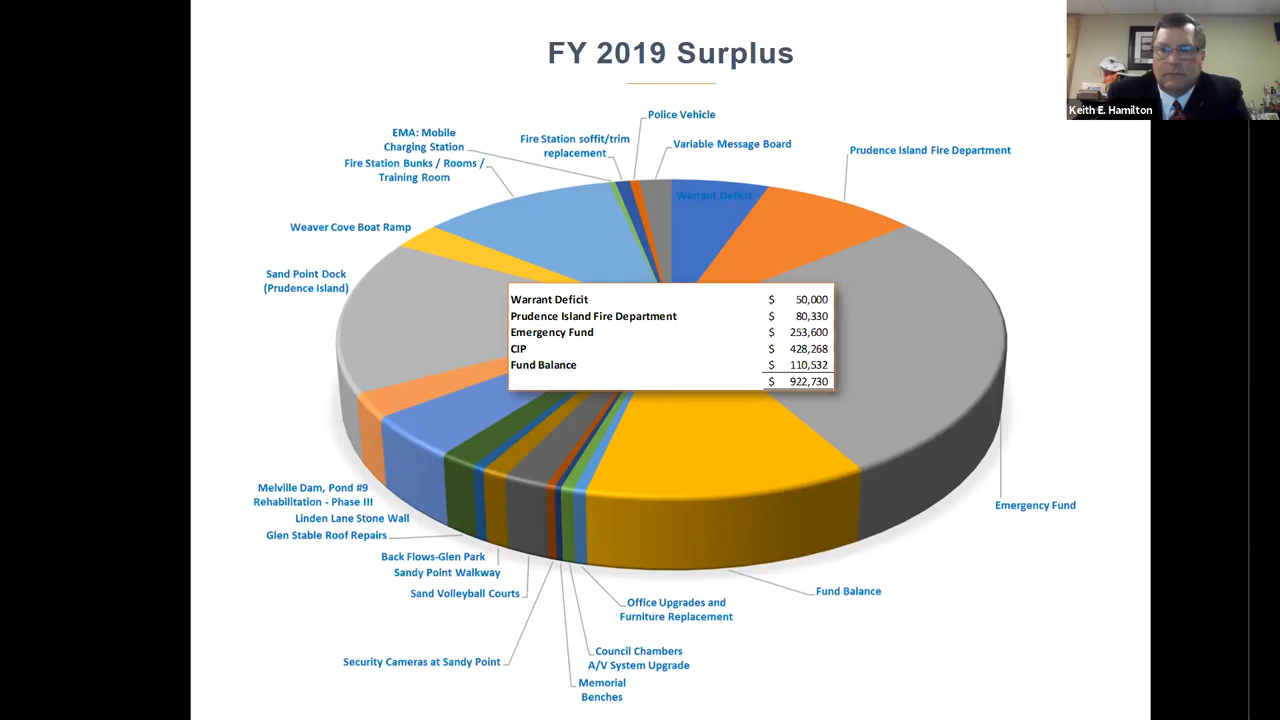 FY 2019 Surplus
Keith E. Hamilton
Police Vehicle
EMA: Mobile
Charging Station
Fire Station soffit/trim
replacement
Variable Message Board
Prudence Island Fire Department
Fire Station Bunks / Rooms /
Training Room
Warrant Deficit
Weaver Cove Boat Ramp
Sand Point Dock
(Prudence Island)
Warrant Deficit $ 50,000
Prudence Island Fire Department $ 80,330
Emergency Fund $ 253,600
CIP $ 428,268
Fund Balance $ 110,532
$ 922,730
Melville Dam, Pond #9
Rehabilitation - Phase III
Emergency Fund
Linden Lane Stone Wall
Glen Stable Roof Repairs
Back Flows-Glen Park
Sandy Point Walkway
Sand Volleyball Courts
Fund Balance
Office Upgrades and
Furniture Replacement
Council Chambers
A/V System Upgrade
Security Cameras at Sandy Point
Memorial
Benches